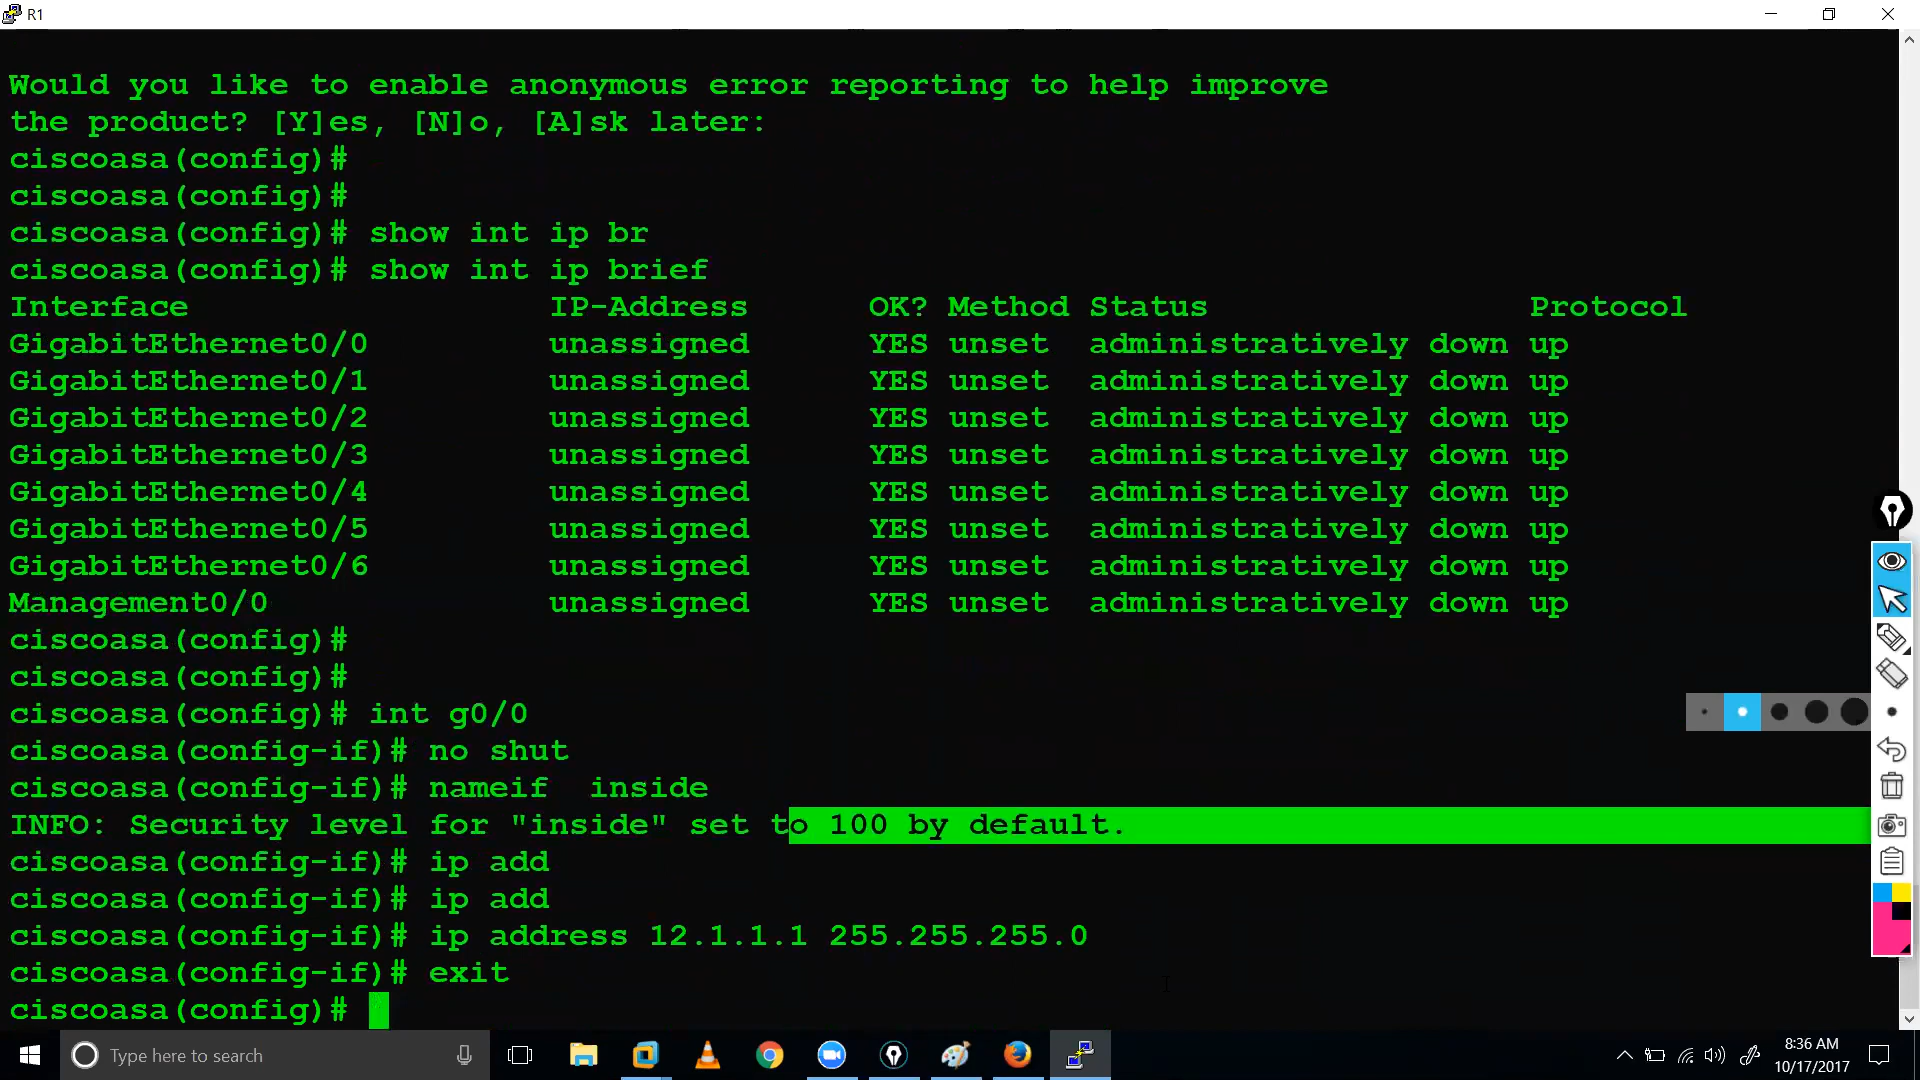 R1
Would you like to enable anonymous error reporting to help improve
the product? [Y]es, [N]o, [A]sk later:
ciscoasa(config)#
ciscoasa(config)#
ciscoasa(config)# show int ip br
ciscoasa(config)# show int ip brief
Interface IP-Address OK? Method Status Protocol
GigabitEthernet0/0 unassigned YES unset administratively down up
GigabitEthernet0/1 unassigned YES unset administratively down up
GigabitEthernet0/2 unassigned YES unset administratively down up
GigabitEthernet0/3 unassigned YES unset administratively down up
GigabitEthernet0/4 unassigned YES unset administratively down up
GigabitEthernet0/5 unassigned YES unset administratively down up
GigabitEthernet0/6 unassigned YES unset administratively down up
Management0/0 unassigned YES unset administratively down up
ciscoasa(config)#
ciscoasa(config)#
ciscoasa(config)# int g0/0
ciscoasa(config-if)# no shut
ciscoasa(config-if)# nameif  inside
INFO: Security level for "inside" set to 100 by default.
ciscoasa(config-if)# ip add
ciscoasa(config-if)# ip add
ciscoasa(config-if)# ip address 12.1.1.1 255.255.255.0
ciscoasa(config-if)# exit
ciscoasa(config)#
Type here to search
8:36 AM
10/17/2017